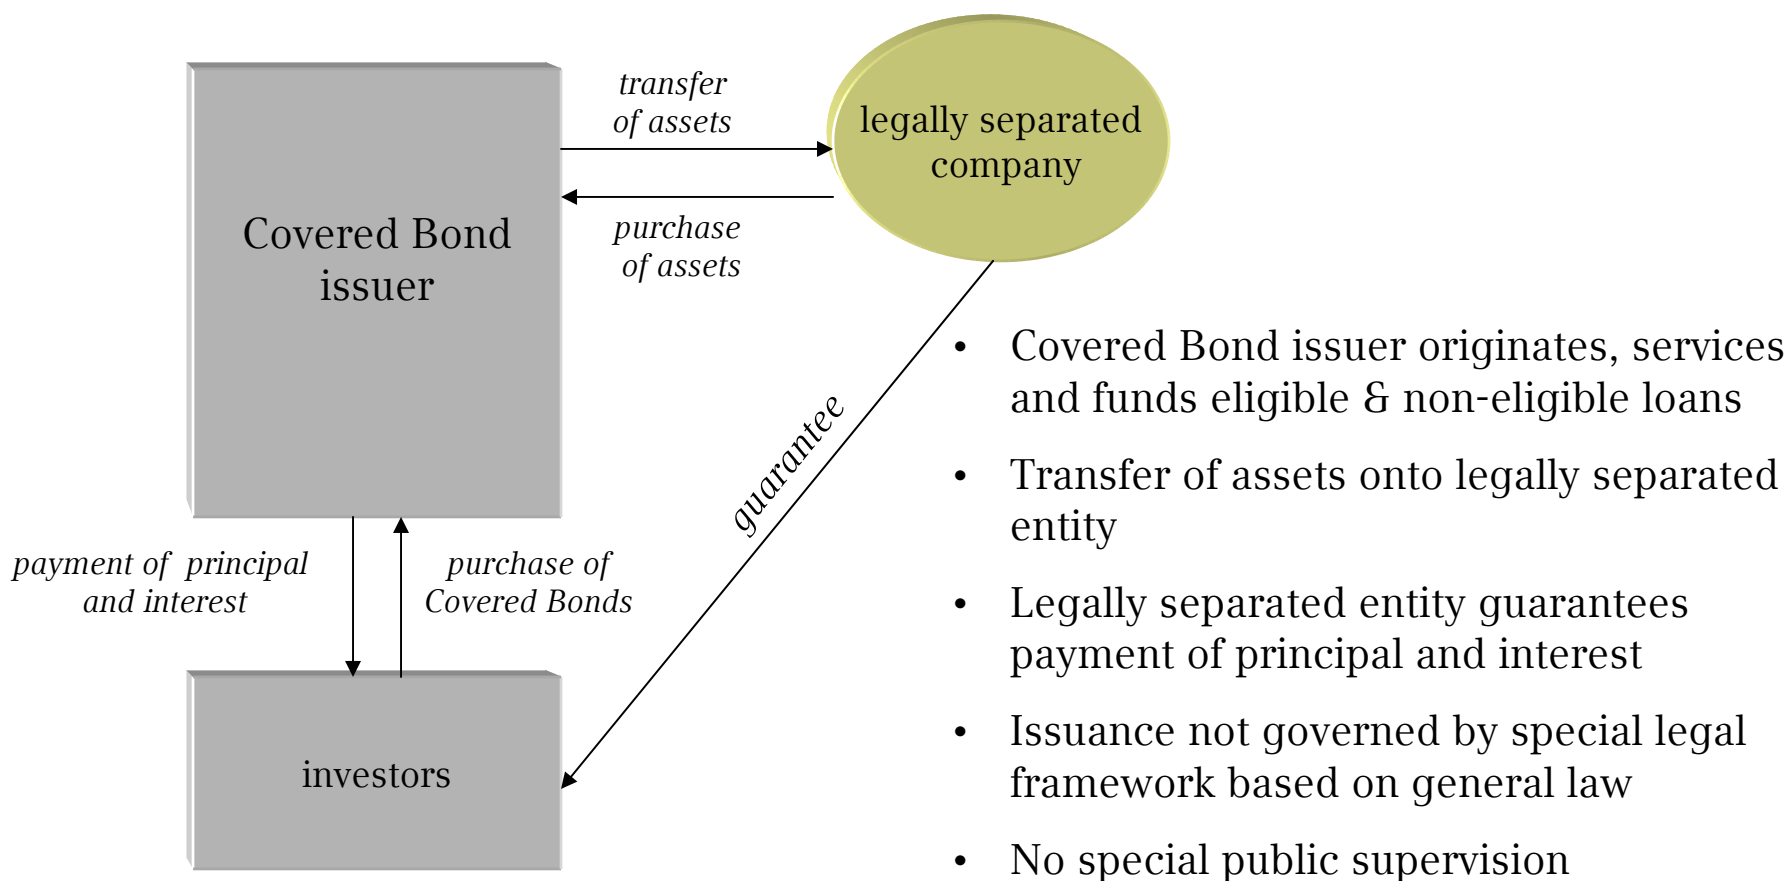 transfer
of assets
legally separated
company
Covered Bond
issuer
purchase
of assets
guarantee
payment of principal
and interest
purchase of
Covered Bonds
investors
• Covered Bond issuer originates, services
and funds eligible & non-eligible loans
• Transfer of assets onto legally separated
entity
• Legally separated entity guarantees
payment of principal and interest
• Issuance not governed by special legal
framework based on general law
• No special public supervision